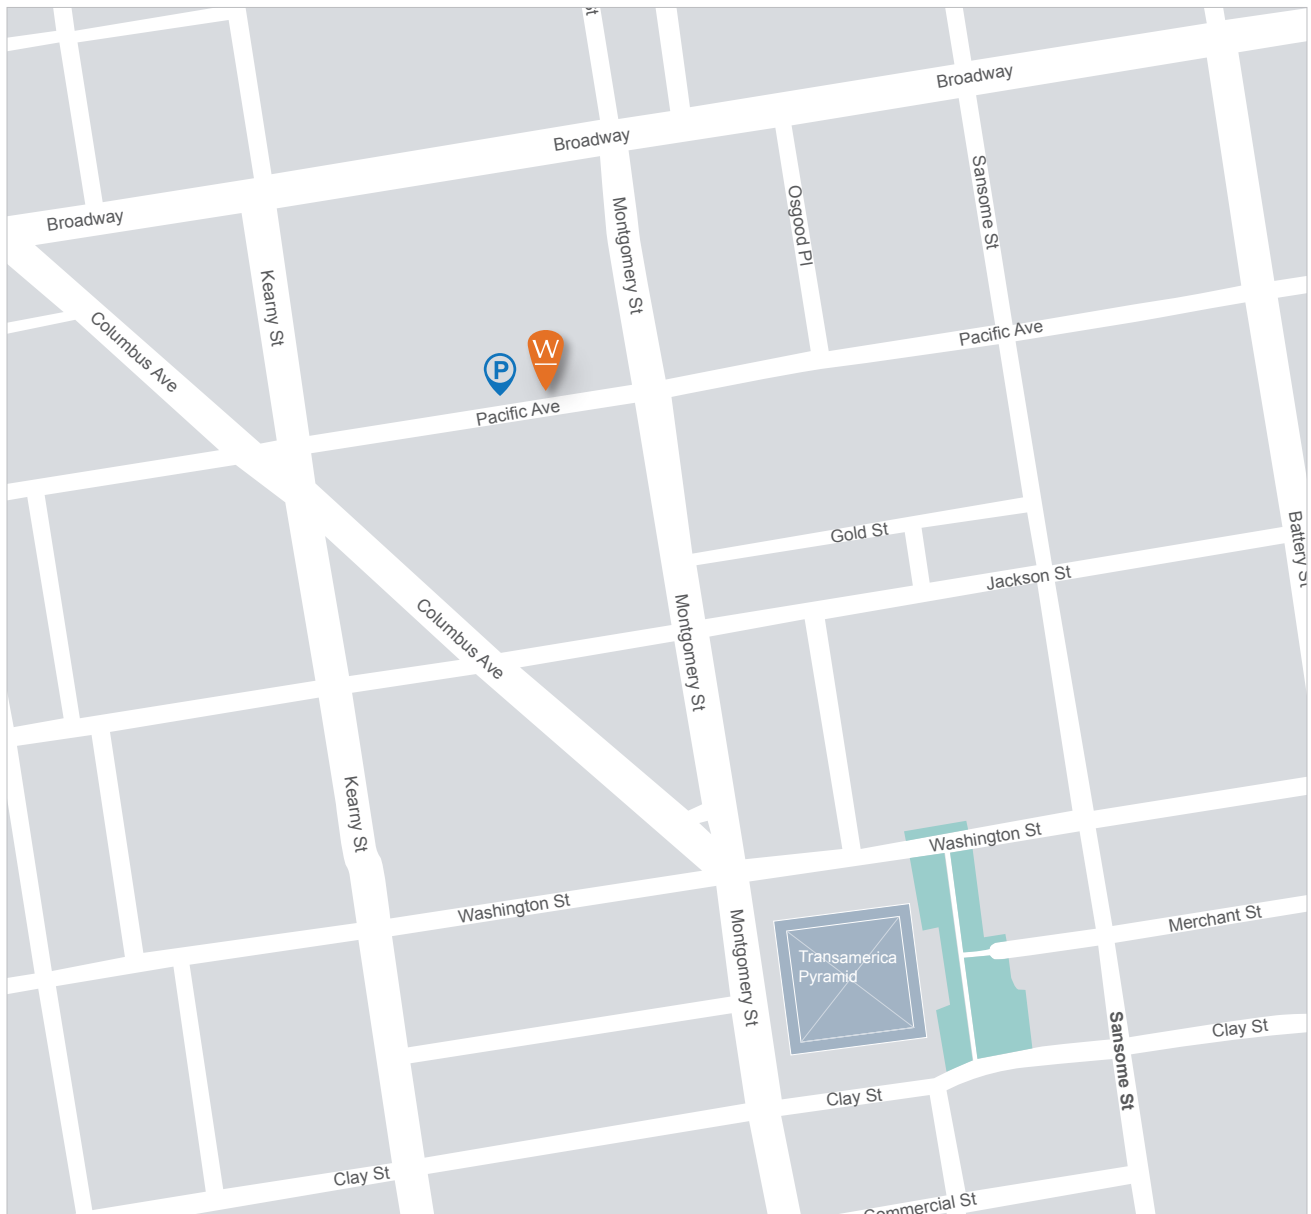 St
Broadway
Broadway
Broadway
Montgomery St
Osgood Pl
Sansome St
Kearny St
Columbus Ave
Pacific Ave
W
P
Pacific Ave
Gold St
Battery St
Jackson St
Columbus Ave
Montgomery St
Kearny St
Washington St
Washington St
Merchant St
Montgomery St
Transamerica
Pyramid
Sansome St
Clay St
Clay St
Clay St
Commercial St